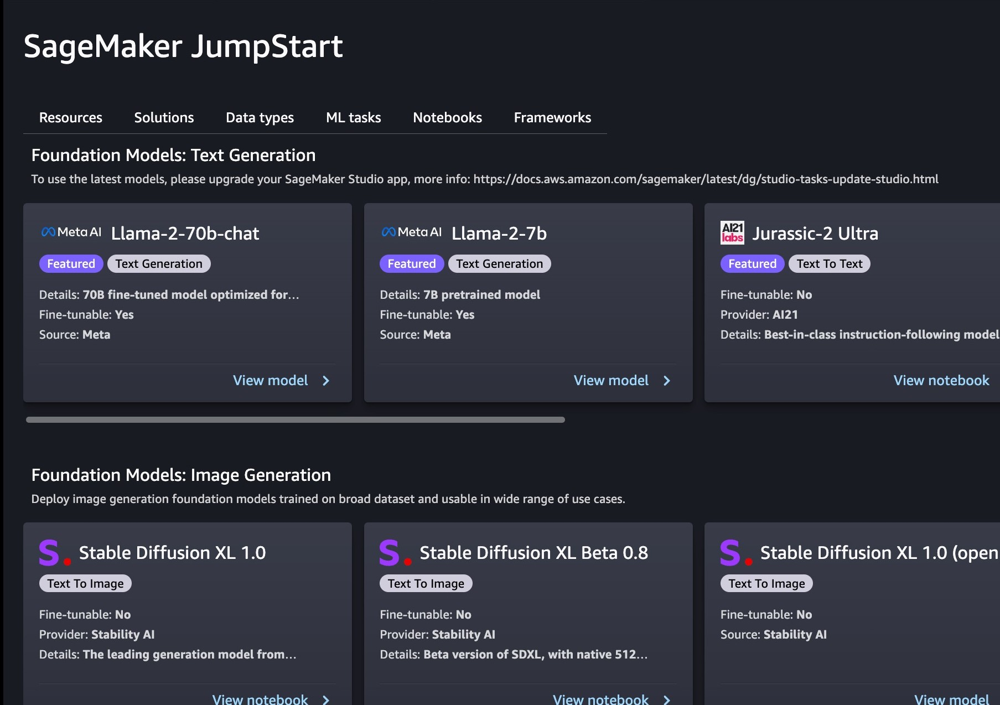 SageMaker JumpStart
Resources Solutions Data types ML tasks Notebooks Frameworks
Foundation Models: Text Generation
To use the latest models, please upgrade your SageMaker Studio app, more info: https://docs.aws.amazon.com/sagemaker/latest/dg/studio-tasks-update-studio.html
Meta AI Llama-2-70b-chat
Featured Text Generation
Details: 70B fine-tuned model optimized for...
Fine-tunable: Yes
Source: Meta
View model
Meta AI Llama-2-7b
Featured Text Generation
Details: 7B pretrained model
Fine-tunable: Yes
Source: Meta
View model
AI21 labs Jurassic-2 Ultra
Featured Text To Text
Fine-tunable: No
Provider: AI21
Details: Best-in-class instruction-following model
View notebook
Foundation Models: Image Generation
Deploy image generation foundation models trained on broad dataset and usable in wide range of use cases.
S. Stable Diffusion XL 1.0
Text To Image
Fine-tunable: No
Provider: Stability AI
Details: The leading generation model from...
View notebook
S. Stable Diffusion XL Beta 0.8
Text To Image
Fine-tunable: No
Provider: Stability AI
Details: Beta version of SDXL, with native 512...
View notebook
S. Stable Diffusion XL 1.0 (open
Text To Image
Fine-tunable: No
Source: Stability AI
View model